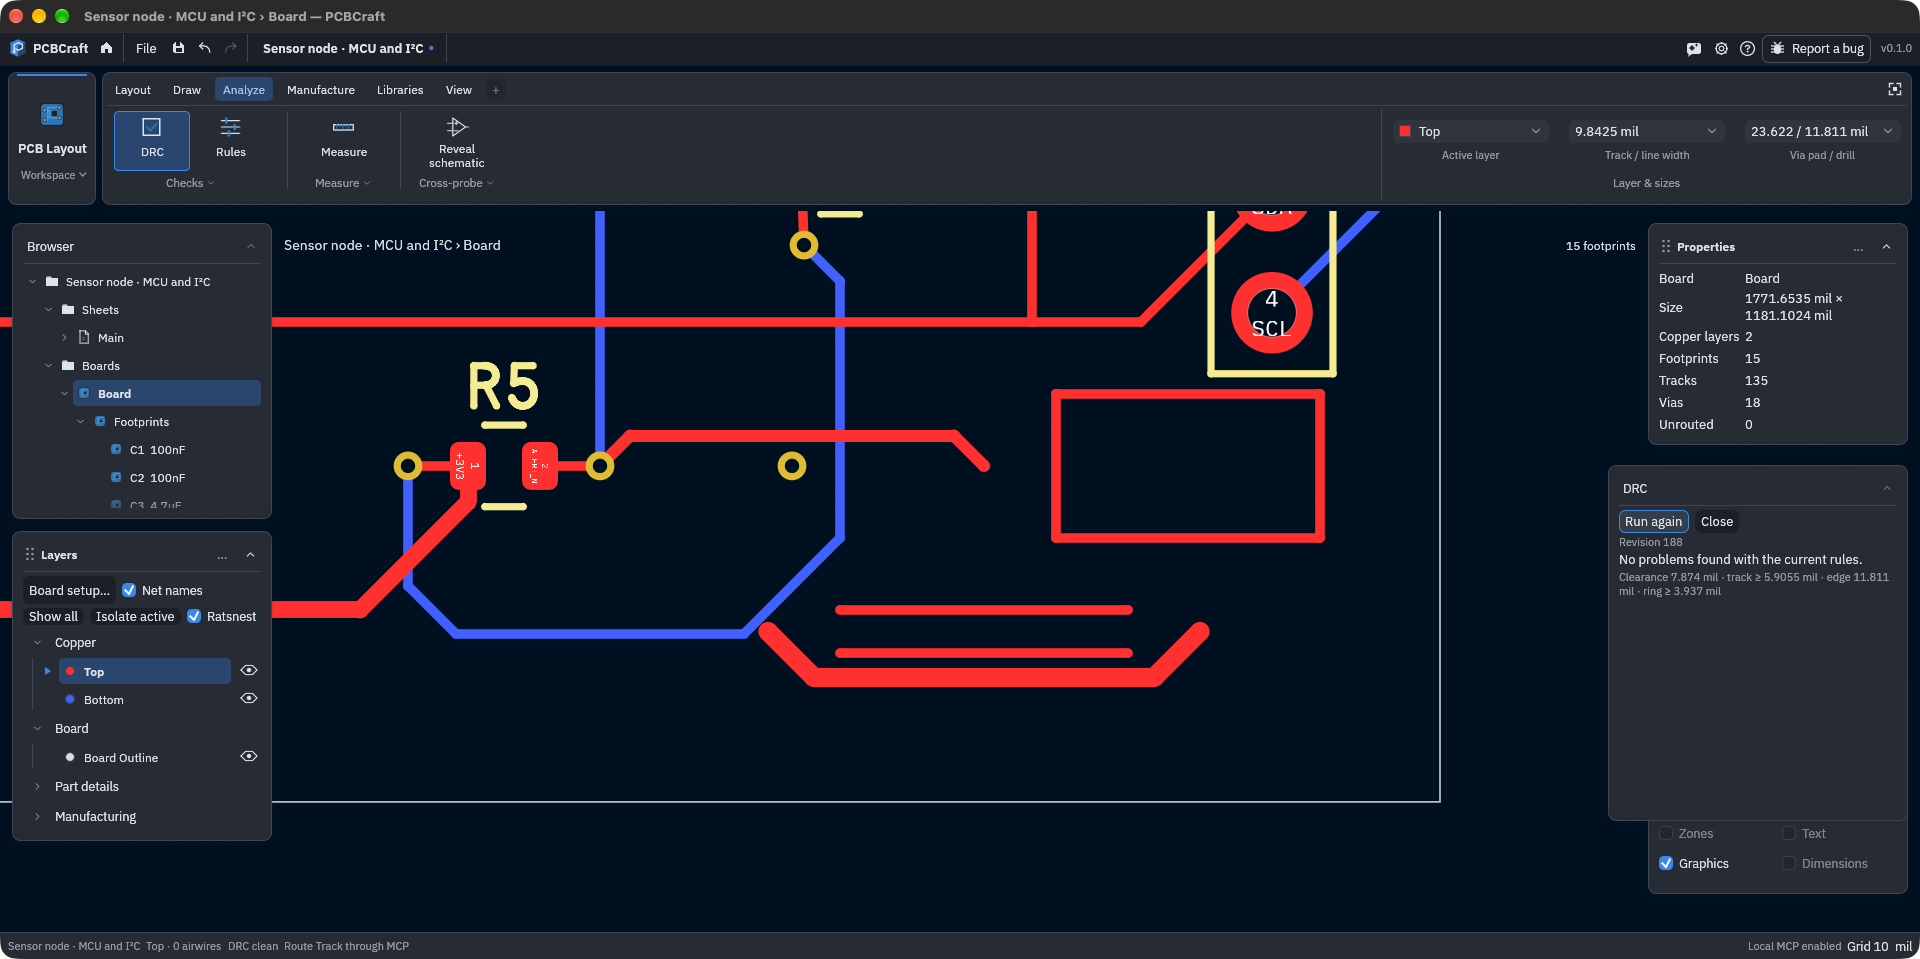 Sensor node · MCU and I²C › Board — PCBCraft
PCBCraft
File
Sensor node · MCU and I²C
Report a bug
v0.1.0
PCB Layout
Workspace
Layout
Draw
Analyze
Manufacture
Libraries
View
+
DRC
Rules
Checks
Measure
Measure
Reveal
schematic
Cross-probe
Top
Active layer
9.8425 mil
Track / line width
23.622 / 11.811 mil
Via pad / drill
Layer & sizes
Browser
Sensor node · MCU and I²C
Sheets
Main
Boards
Board
Footprints
C1 100nF
C2 100nF
C3 4.7uF
Sensor node · MCU and I²C › Board
15 footprints
4
SCL
R5
1
+3V3
2
Layers
...
Board setup...
Net names
Show all
Isolate active
Ratsnest
Copper
Top
Bottom
Board
Board Outline
Part details
Manufacturing
Properties
...
Board Board
Size 1771.6535 mil ×
1181.1024 mil
Copper layers 2
Footprints 15
Tracks 135
Vias 18
Unrouted 0
DRC
Run again
Close
Revision 188
No problems found with the current rules.
Clearance 7.874 mil · track ≥ 5.9055 mil · edge 11.811
mil · ring ≥ 3.937 mil
Zones
Text
Graphics
Dimensions
Sensor node · MCU and I²C Top · 0 airwires DRC clean Route Track through MCP
Local MCP enabled Grid 10 mil